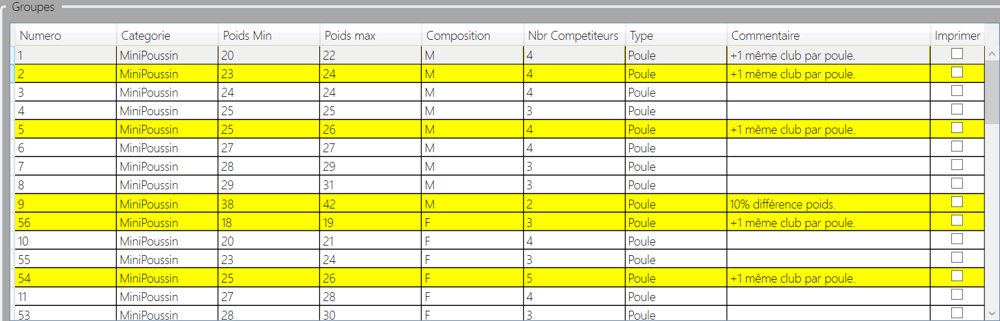 Groupes
Numero Categorie Poids Min Poids max Composition Nbr Competiteurs Type Commentaire Imprimer
1 MiniPoussin 20 22 M 4 Poule +1 même club par poule.
2 MiniPoussin 23 24 M 4 Poule +1 même club par poule.
3 MiniPoussin 24 24 M 4 Poule
4 MiniPoussin 25 25 M 3 Poule
5 MiniPoussin 25 26 M 4 Poule +1 même club par poule.
6 MiniPoussin 27 27 M 4 Poule
7 MiniPoussin 28 29 M 3 Poule
8 MiniPoussin 29 31 M 3 Poule
9 MiniPoussin 38 42 M 2 Poule 10% différence poids.
56 MiniPoussin 18 19 F 3 Poule +1 même club par poule.
10 MiniPoussin 20 21 F 4 Poule
55 MiniPoussin 23 24 F 3 Poule
54 MiniPoussin 25 26 F 5 Poule +1 même club par poule.
11 MiniPoussin 27 28 F 4 Poule
53 MiniPoussin 28 30 F 3 Poule